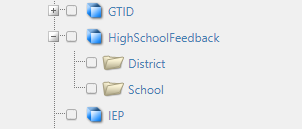 GTID
HighSchoolFeedback
District
School
IEP